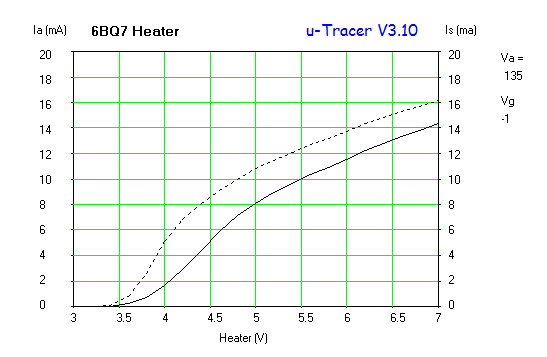 Ia (mA) 6BQ7 Heater u-Tracer V3.10 Is (ma)
20 20 Va =
18 18 135
16 16 Vg
14 14 -1
12 12
10 10
8 8
6 6
4 4
2 2
0 0
3 3.5 4 4.5 5 5.5 6 6.5 7
Heater (V)